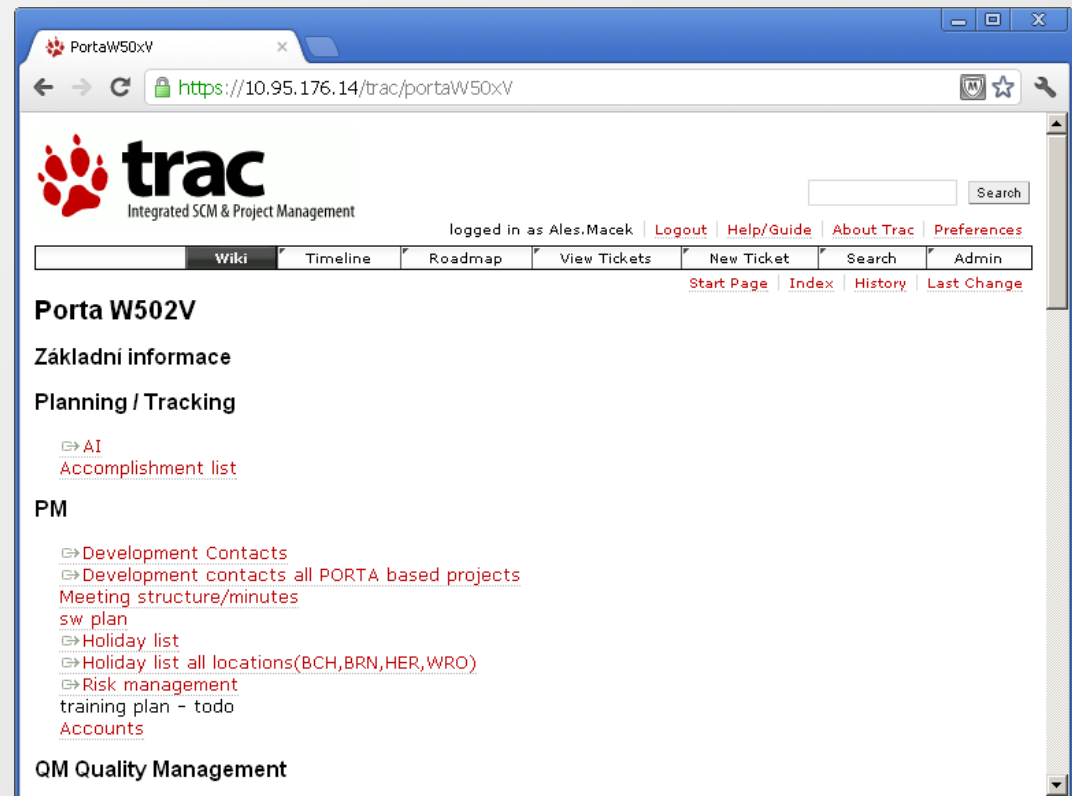 PortaW50xV
https://10.95.176.14/trac/portaW50xV
trac
Integrated SCM & Project Management
Search
logged in as Ales.Macek Logout Help/Guide About Trac Preferences
Wiki Timeline Roadmap View Tickets New Ticket Search Admin
Start Page Index History Last Change
Porta W502V
Základní informace
Planning / Tracking
AI
Accomplishment list
PM
Development Contacts
Development contacts all PORTA based projects
Meeting structure/minutes
sw plan
Holiday list
Holiday list all locations(BCH,BRN,HER,WRO)
Risk management
training plan - todo
Accounts
QM Quality Management